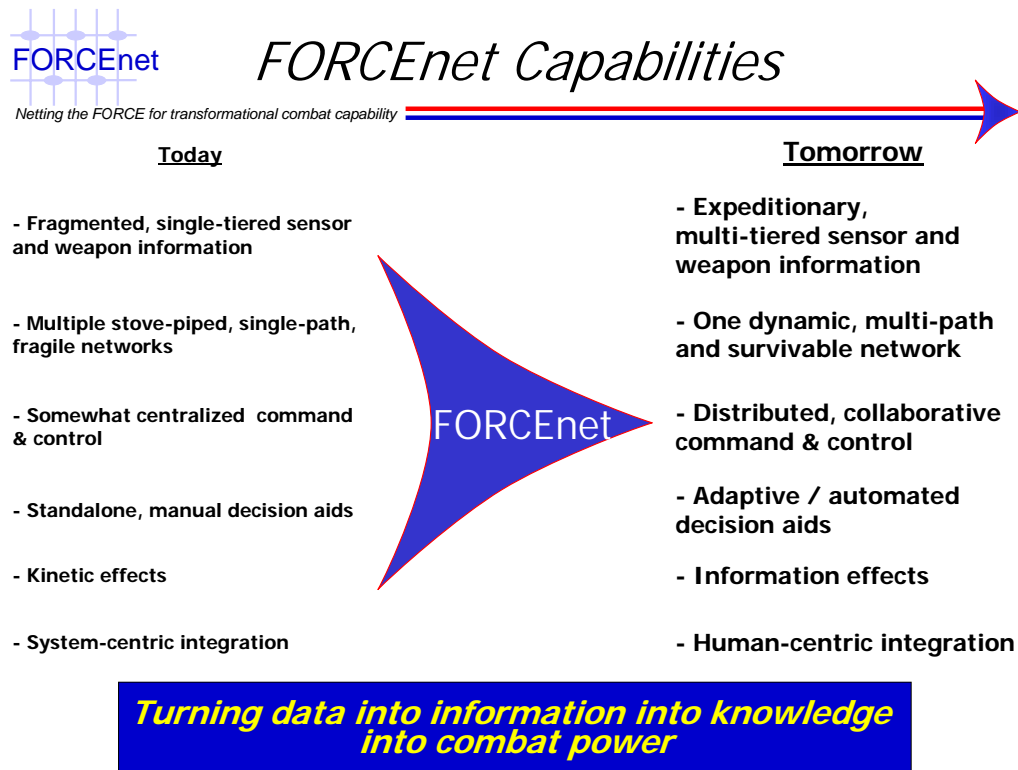 FORCEnet
FORCEnet Capabilities
Netting the FORCE for transformational combat capability
Today
- Fragmented, single-tiered sensor
and weapon information
- Multiple stove-piped, single-path,
fragile networks
- Somewhat centralized  command
& control
- Standalone, manual decision aids
- Kinetic effects
- System-centric integration
FORCEnet
Tomorrow
- Expeditionary,
multi-tiered sensor and
weapon information
- One dynamic, multi-path
and survivable network
- Distributed, collaborative
command & control
- Adaptive / automated
decision aids
- Information effects
- Human-centric integration
Turning data into information into knowledge
into combat power